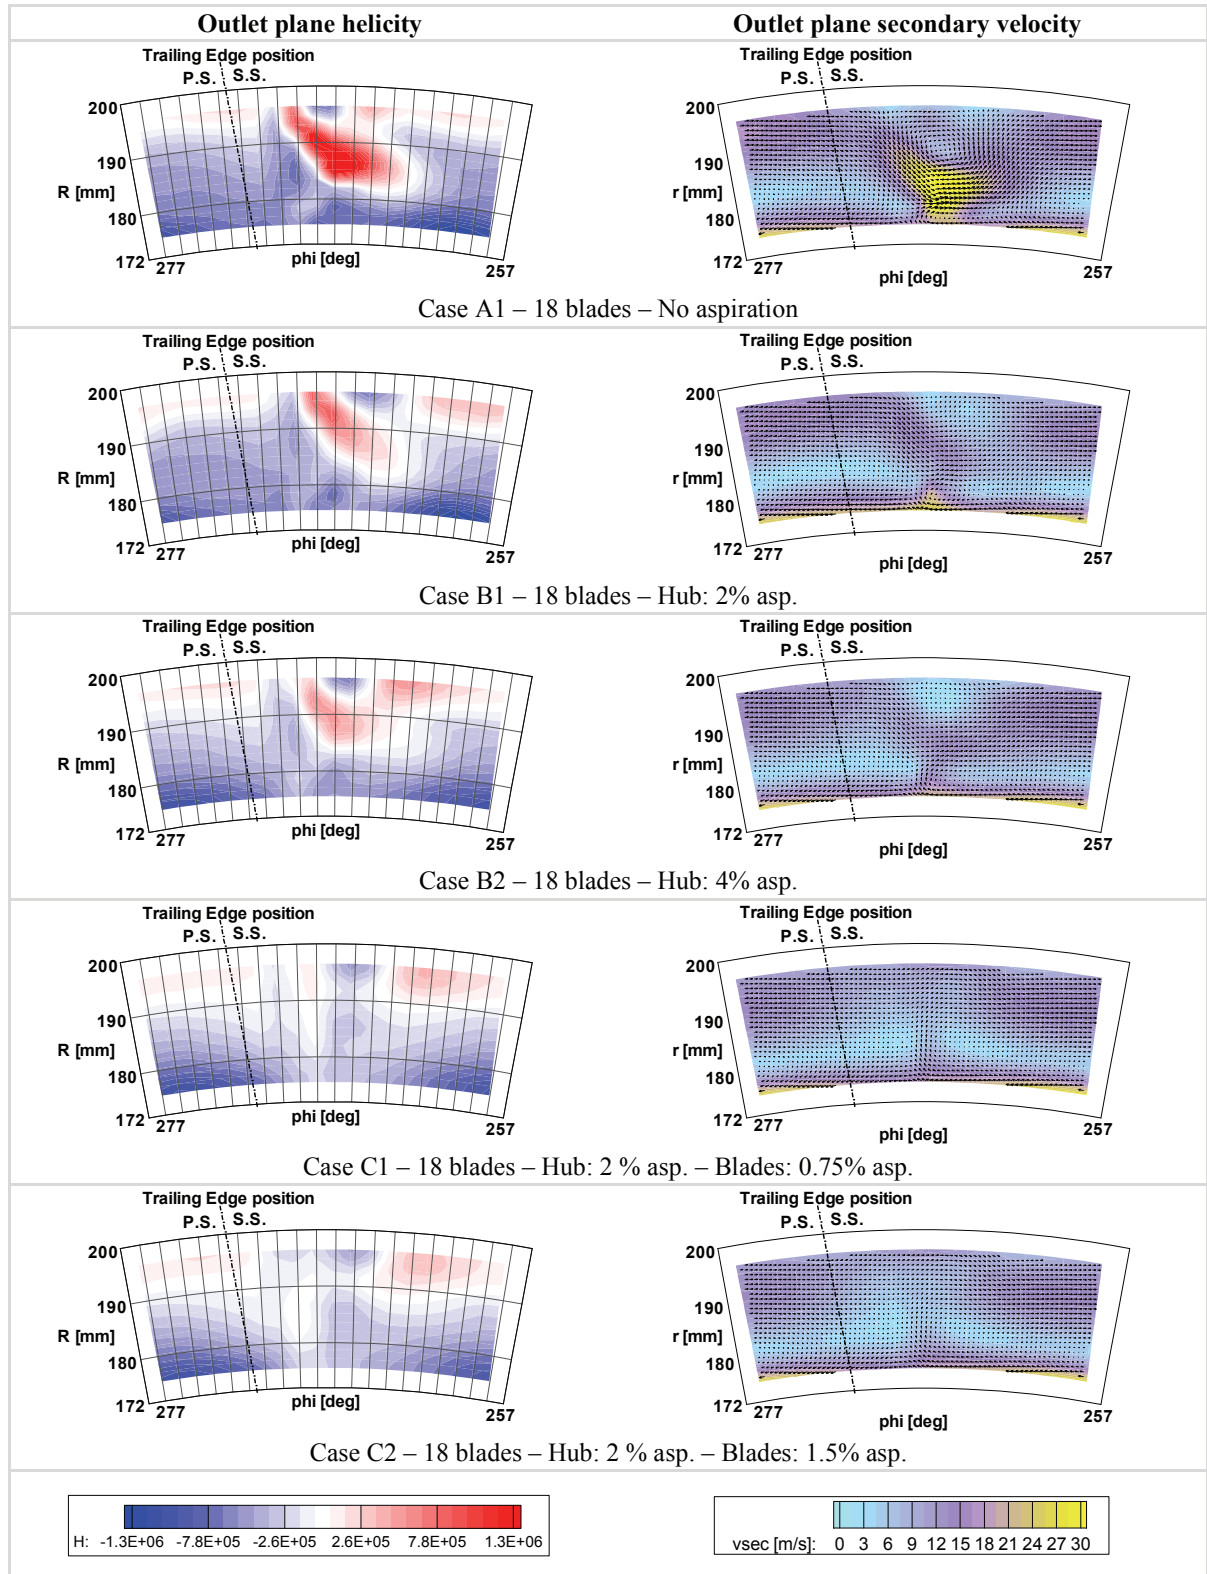 Outlet plane helicity
Outlet plane secondary velocity
Trailing Edge position
P.S. S.S.
200
190
R [mm]
180
172 277
phi [deg]
257
Trailing Edge position
P.S. S.S.
200
190
r [mm]
180
172 277
phi [deg]
257
Case A1 – 18 blades – No aspiration
Trailing Edge position
P.S. S.S.
200
190
R [mm]
180
172 277
phi [deg]
257
Trailing Edge position
P.S. S.S.
200
190
r [mm]
180
172 277
phi [deg]
257
Case B1 – 18 blades – Hub: 2% asp.
Trailing Edge position
P.S. S.S.
200
190
R [mm]
180
172 277
phi [deg]
257
Trailing Edge position
P.S. S.S.
200
190
r [mm]
180
172 277
phi [deg]
257
Case B2 – 18 blades – Hub: 4% asp.
Trailing Edge position
P.S. S.S.
200
190
R [mm]
180
172 277
phi [deg]
257
Trailing Edge position
P.S. S.S.
200
190
r [mm]
180
172 277
phi [deg]
257
Case C1 – 18 blades – Hub: 2 % asp. – Blades: 0.75% asp.
Trailing Edge position
P.S. S.S.
200
190
R [mm]
180
172 277
phi [deg]
257
Trailing Edge position
P.S. S.S.
200
190
r [mm]
180
172 277
phi [deg]
257
Case C2 – 18 blades – Hub: 2 % asp. – Blades: 1.5% asp.
H: -1.3E+06 -7.8E+05 -2.6E+05 2.6E+05 7.8E+05 1.3E+06
vsec [m/s]: 0 3 6 9 12 15 18 21 24 27 30